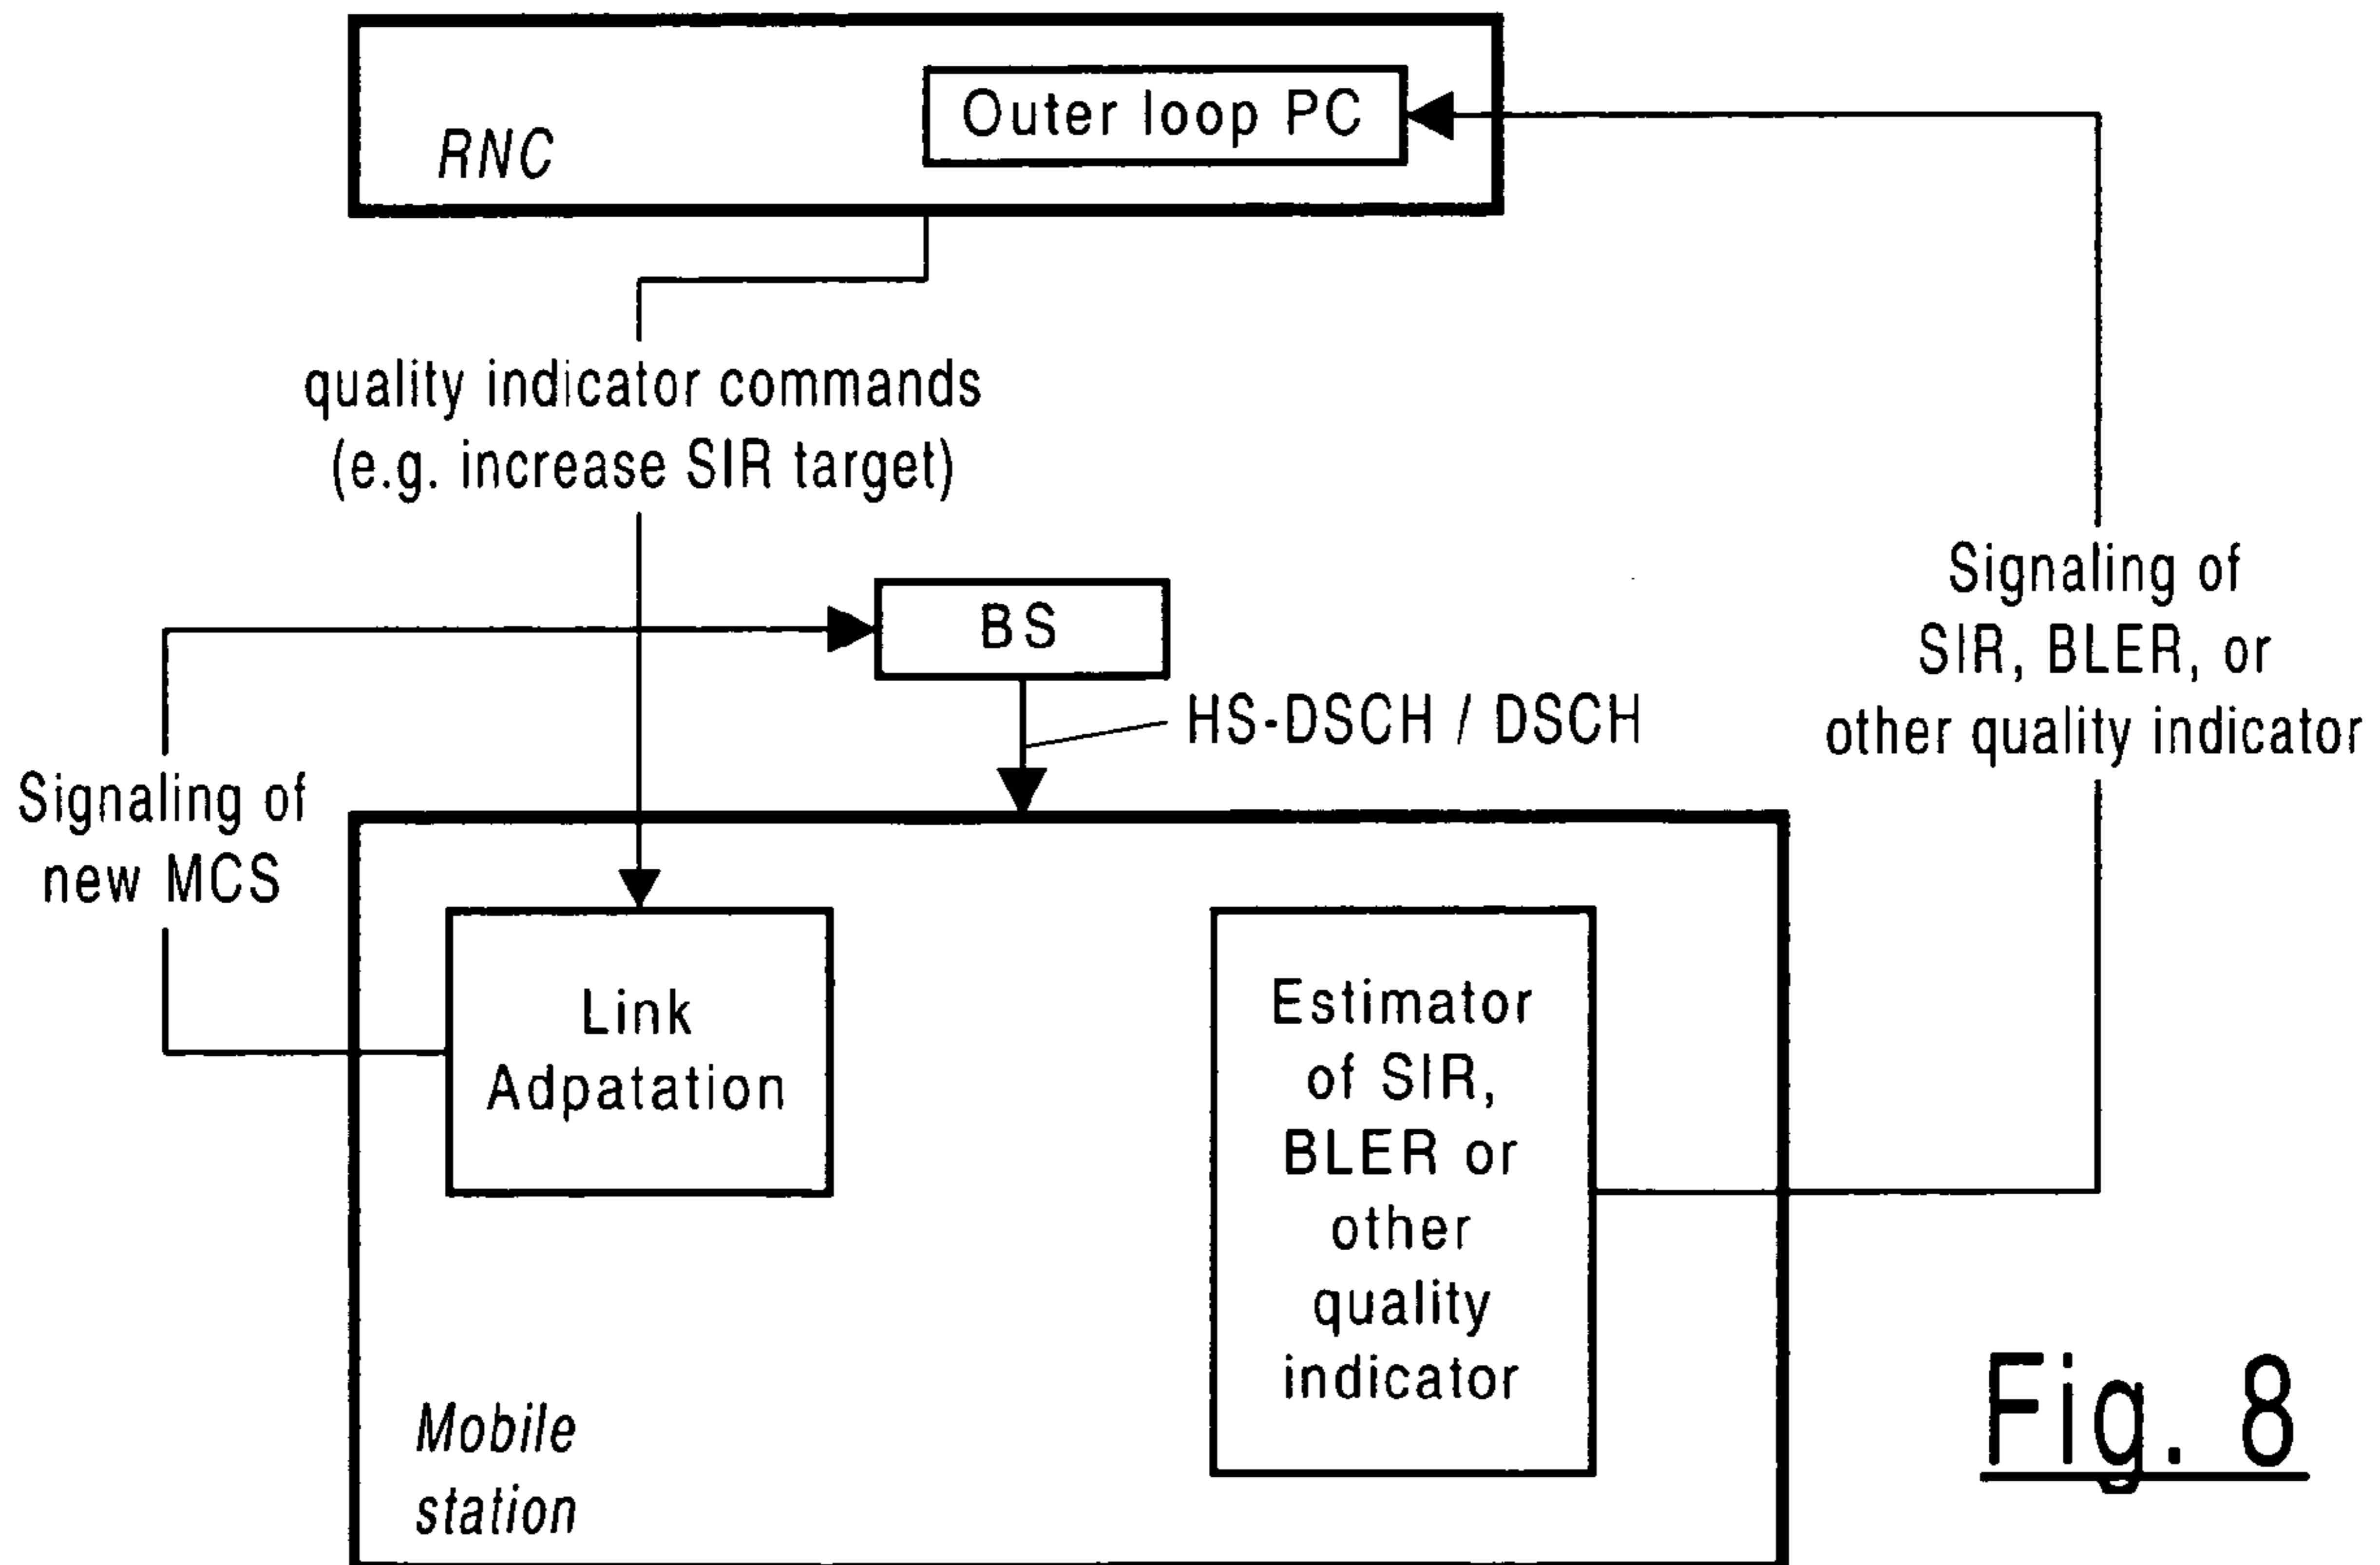 Outer loop PC
RNC
quality indicator commands
(e.g. increase SIR target)
BS
HS-DSCH / DSCH
Signaling of
SIR, BLER, or
other quality indicator
Signaling of
new MCS
Link
Adpatation
Estimator
of SIR,
BLER or
other
quality
indicator
Mobile
station
Fig. 8